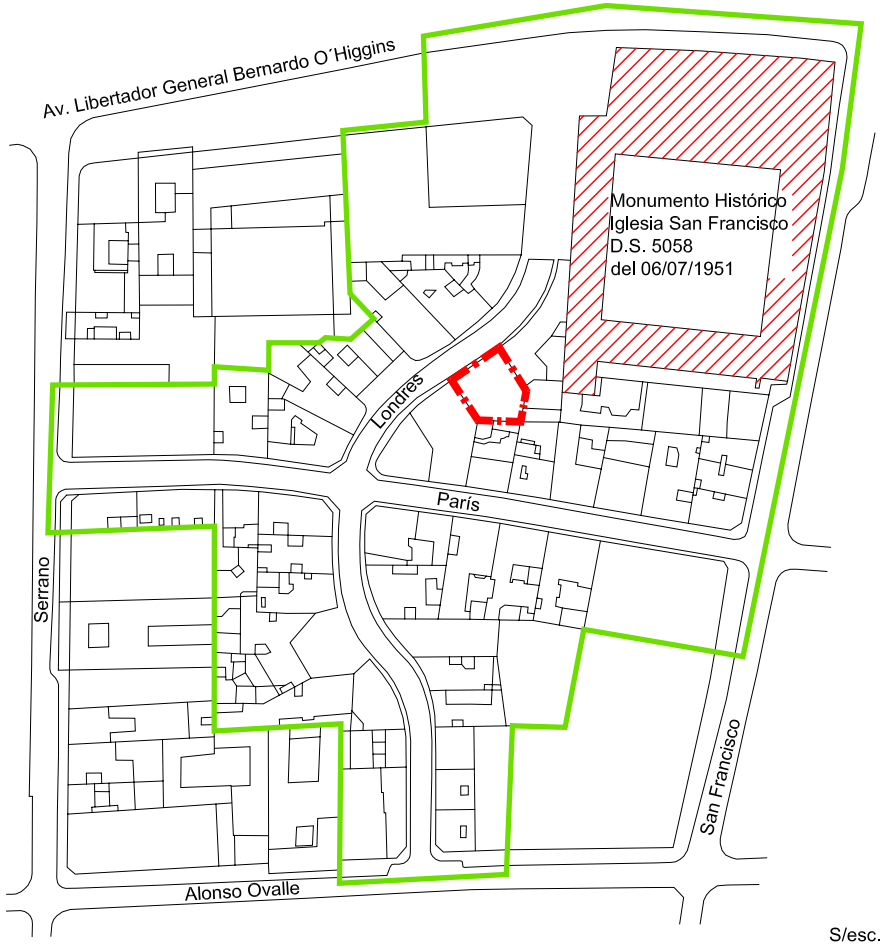 Av. Libertador General Bernardo O´Higgins
Monumento Histórico
Iglesia San Francisco
D.S. 5058
del 06/07/1951
Londres
París
Serrano
San Francisco
Alonso Ovalle
S/esc.